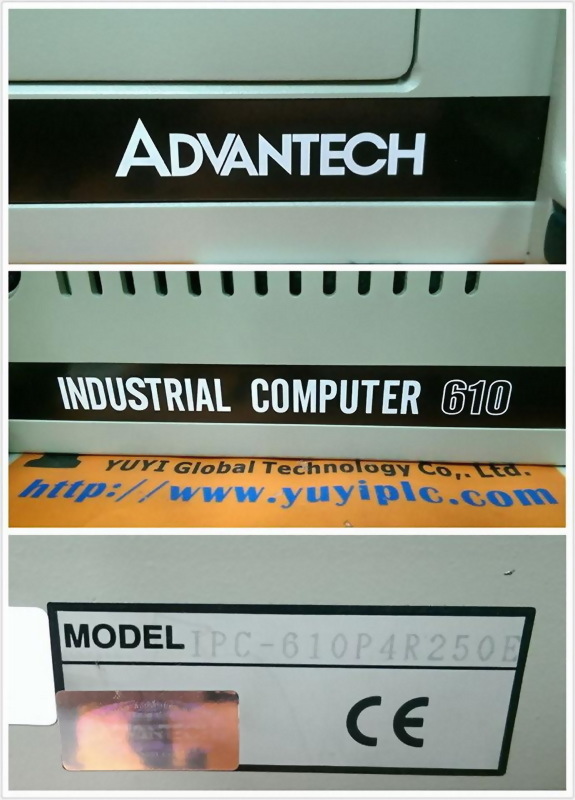 ADVANTECH
INDUSTRIAL COMPUTER 610
YUYI Global Technology Co,. Ltd.
http://www.yuyiplc.com
MODEL IPC-610P4R250E
CE